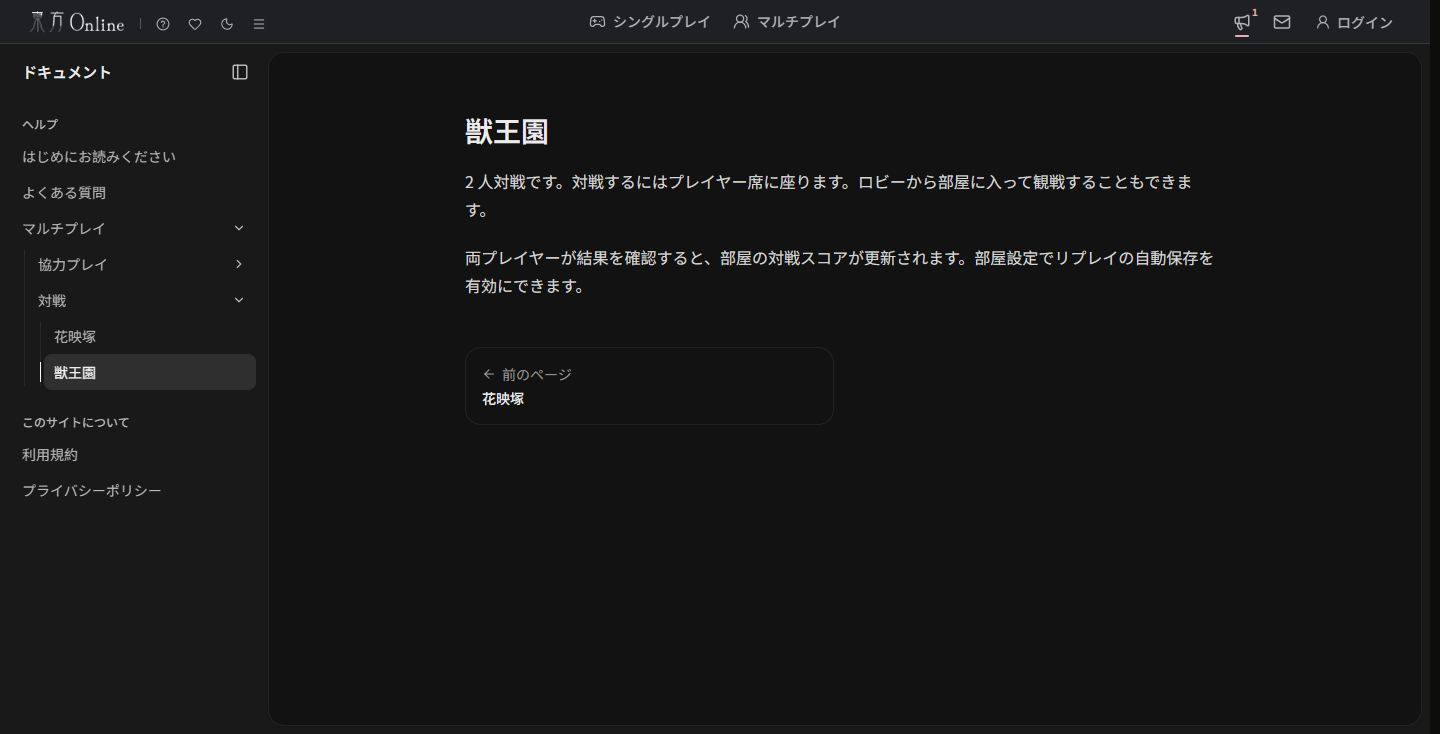 東方Online
シングルプレイ
マルチプレイ
1
ログイン
ドキュメント
ヘルプ
はじめにお読みください
よくある質問
マルチプレイ
協力プレイ
対戦
花映塚
獣王園
このサイトについて
利用規約
プライバシーポリシー
獣王園
2 人対戦です。対戦するにはプレイヤー席に座ります。ロビーから部屋に入って観戦することもできま
す。
両プレイヤーが結果を確認すると、部屋の対戦スコアが更新されます。部屋設定でリプレイの自動保存を
有効にできます。
← 前のページ
花映塚